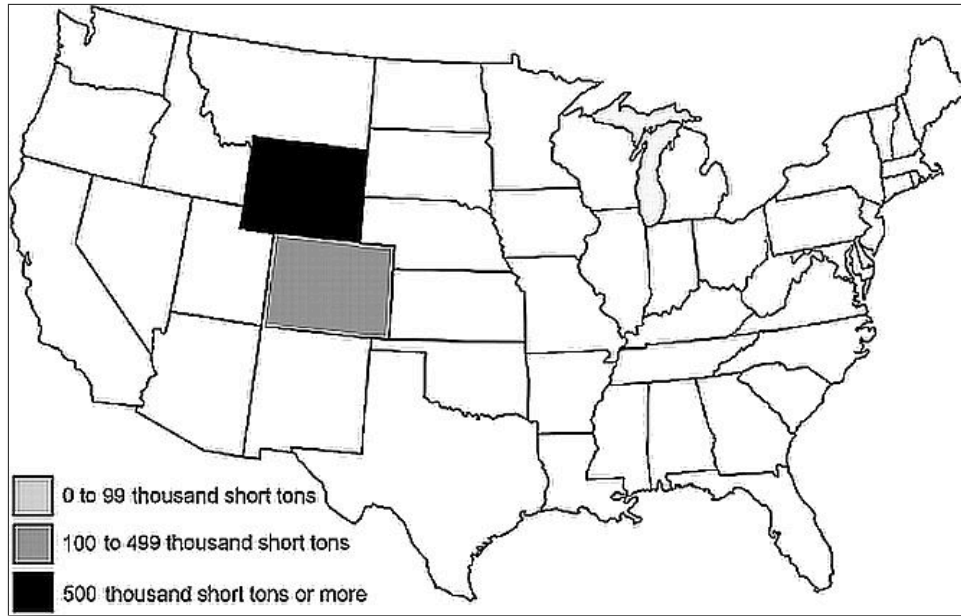 0 to 99 thousand short tons
100 to 499 thousand short tons
500 thousand short tons or more